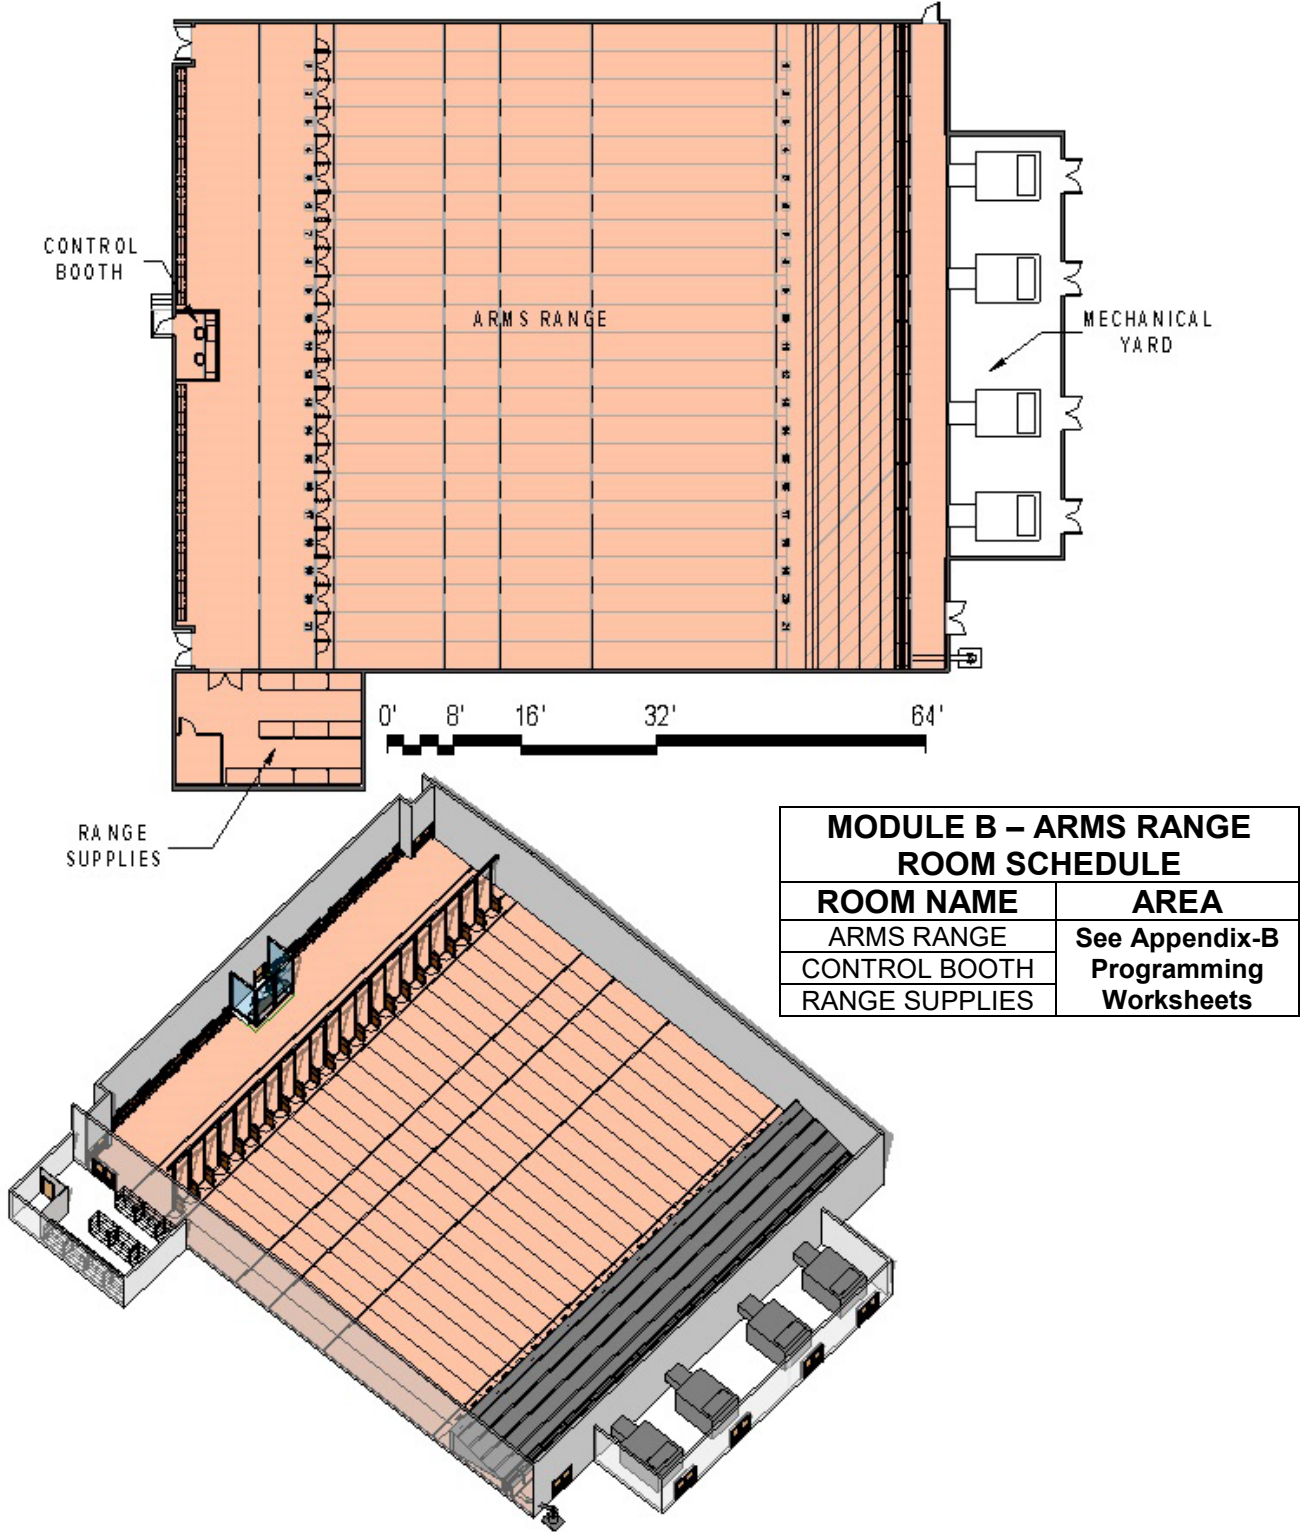 CONTROL
BOOTH
ARMS RANGE
MECHANICAL
YARD
0' 8' 16' 32' 64'
RANGE
SUPPLIES
MODULE B – ARMS RANGE
ROOM SCHEDULE
ROOM NAME AREA
ARMS RANGE See Appendix-B
CONTROL BOOTH Programming
RANGE SUPPLIES Worksheets